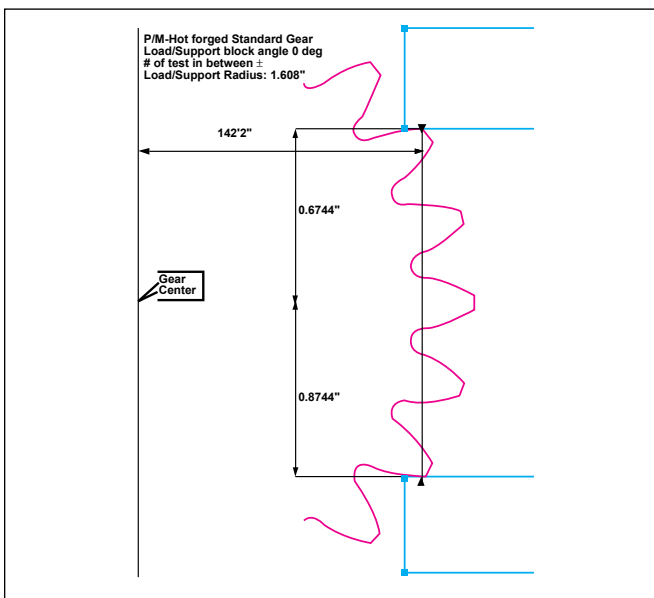 P/M-Hot forged Standard Gear
Load/Support block angle 0 deg
# of test in between ±
Load/Support Radius: 1.608"
142'2"
0.6744"
Gear
Center
0.8744"